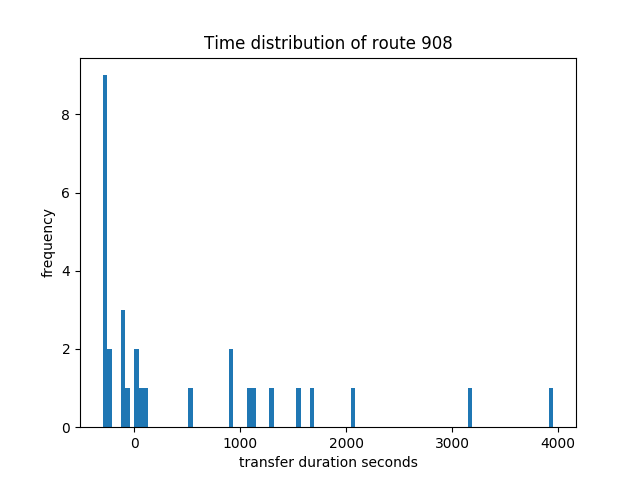 Time distribution of route 908
frequency
8
6
4
2
0
0 1000 2000 3000 4000
transfer duration seconds